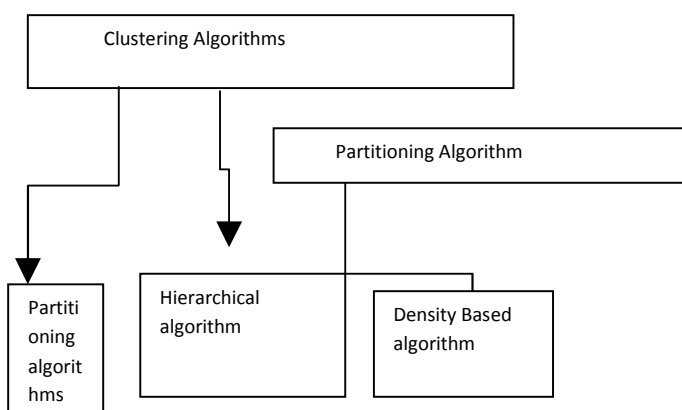 Clustering Algorithms
Partitioning Algorithm
Hierarchical
algorithm
Partiti
oning
algorit
hms
Density Based
algorithm